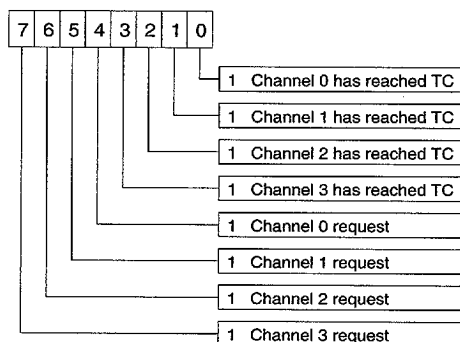 7 6 5 4 3 2 1 0
1 Channel 0 has reached TC
1 Channel 1 has reached TC
1 Channel 2 has reached TC
1 Channel 3 has reached TC
1 Channel 0 request
1 Channel 1 request
1 Channel 2 request
1 Channel 3 request